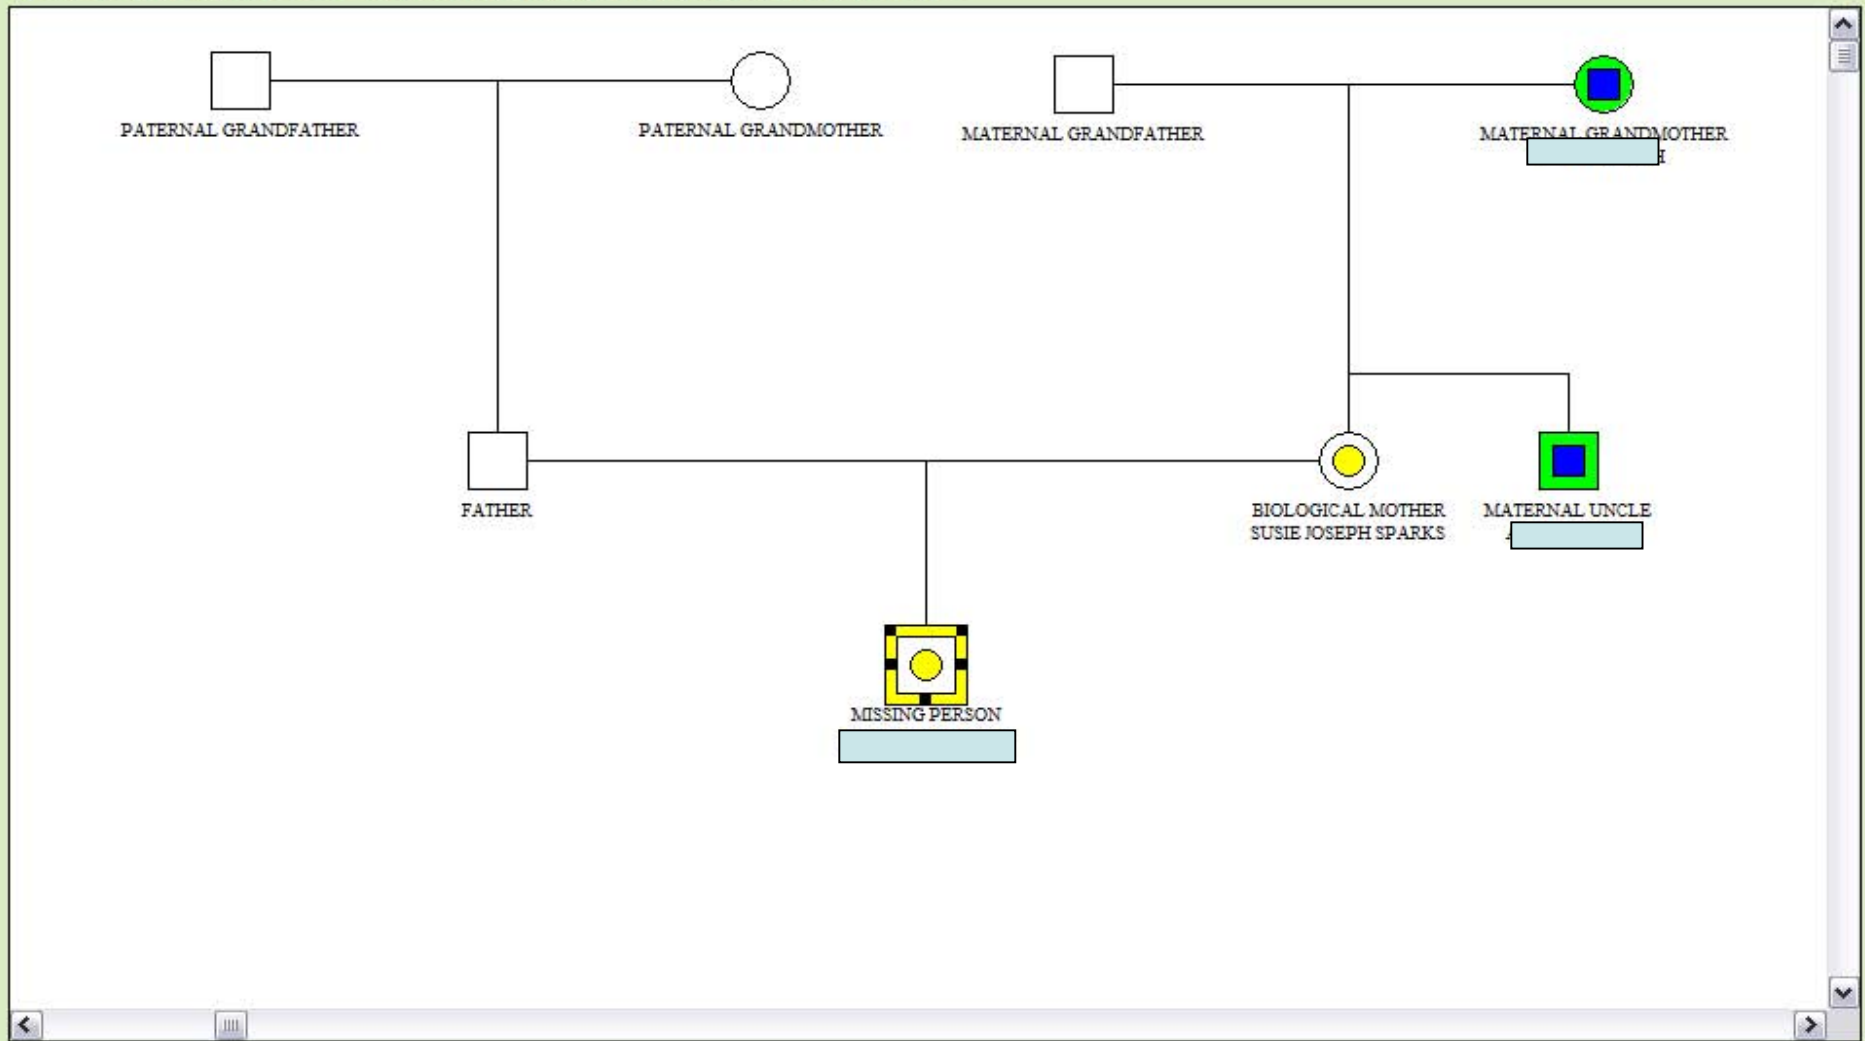 PATERNAL GRANDFATHER
PATERNAL GRANDMOTHER
MATERNAL GRANDFATHER
MATERNAL GRANDMOTHER
FATHER
BIOLOGICAL MOTHER
SUSIE JOSEPH SPARKS
MATERNAL UNCLE
MISSING PERSON